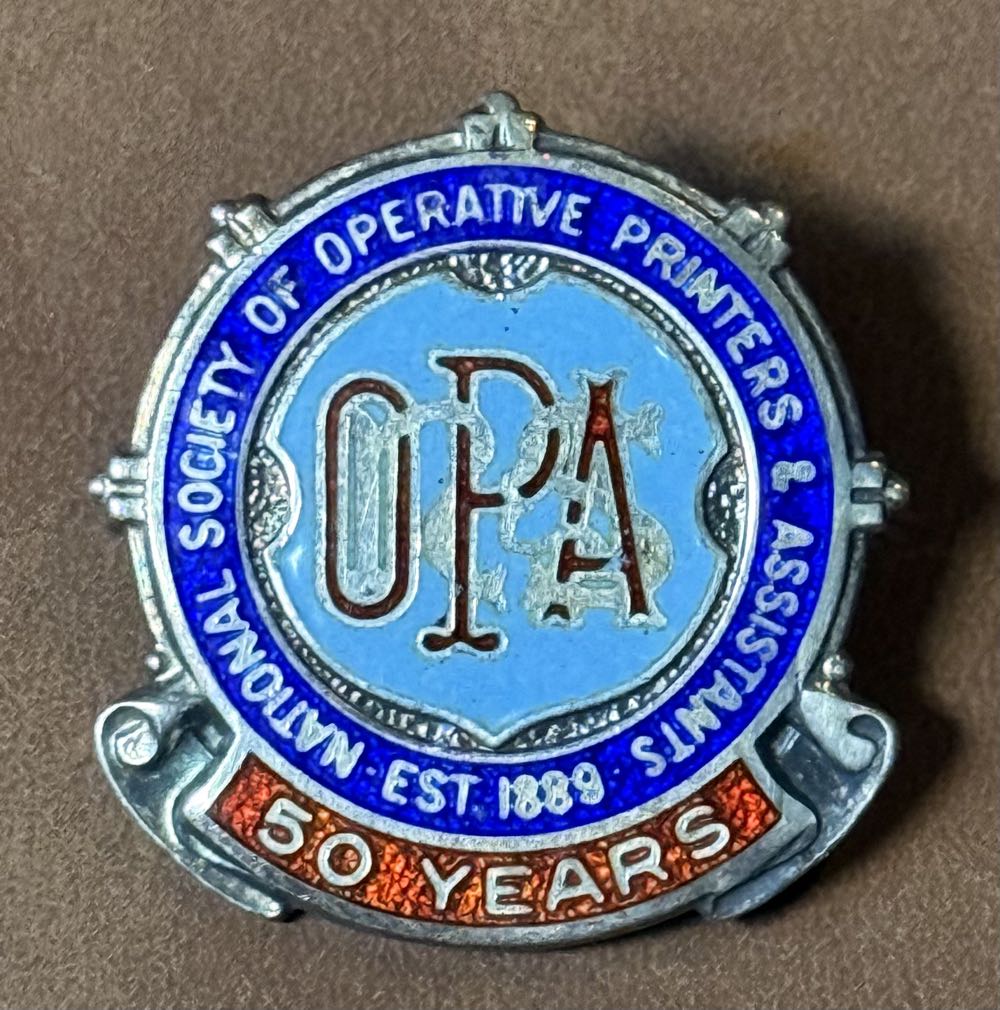 NATIONAL SOCIETY OF OPERATIVE PRINTERS & ASSISTANTS
· EST. 1889 ·
OPA
50 YEARS